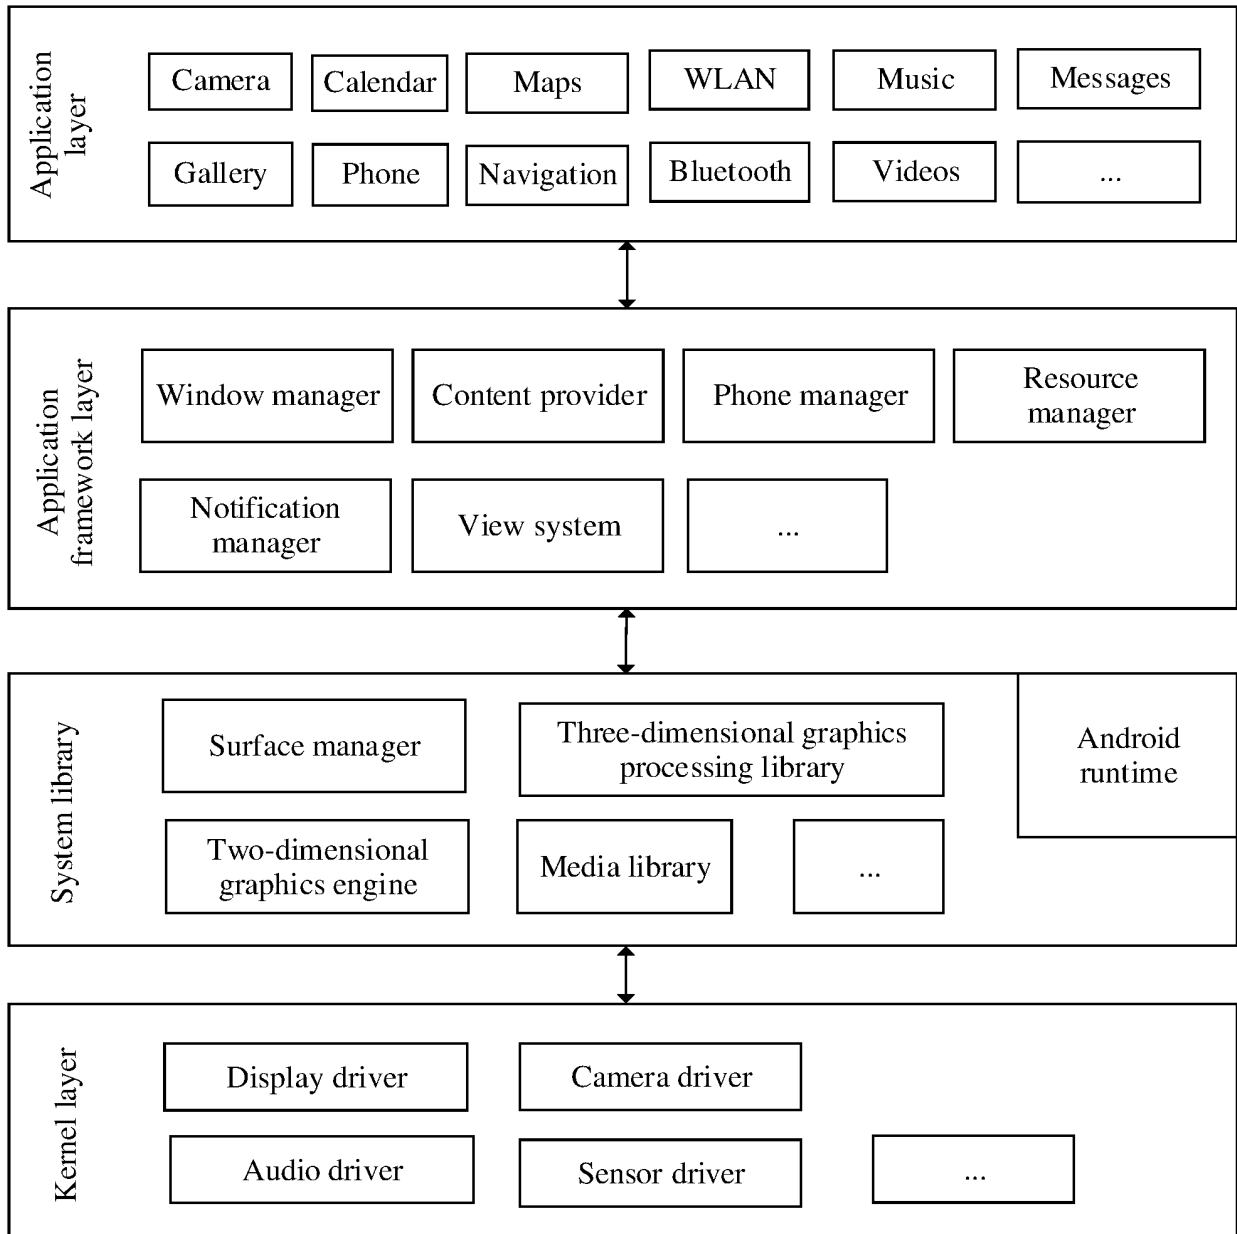 Application
layer
Camera
Calendar
Maps
WLAN
Music
Messages
Gallery
Phone
Navigation
Bluetooth
Videos
...
Application
framework layer
Window manager
Content provider
Phone manager
Resource
manager
Notification
manager
View system
...
System library
Surface manager
Three-dimensional graphics
processing library
Android
runtime
Two-dimensional
graphics engine
Media library
...
Kernel layer
Display driver
Camera driver
Audio driver
Sensor driver
...